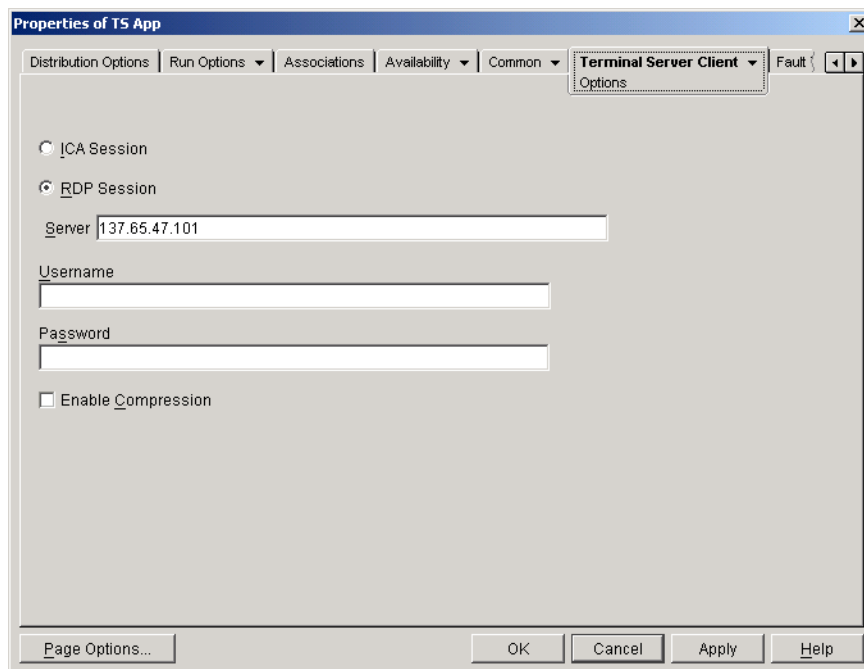 Properties of TS App
Distribution Options Run Options Associations Availability Common Terminal Server Client Fault
Options
ICA Session
RDP Session
Server 137.65.47.101
Username
Password
Enable Compression
Page Options... OK Cancel Apply Help